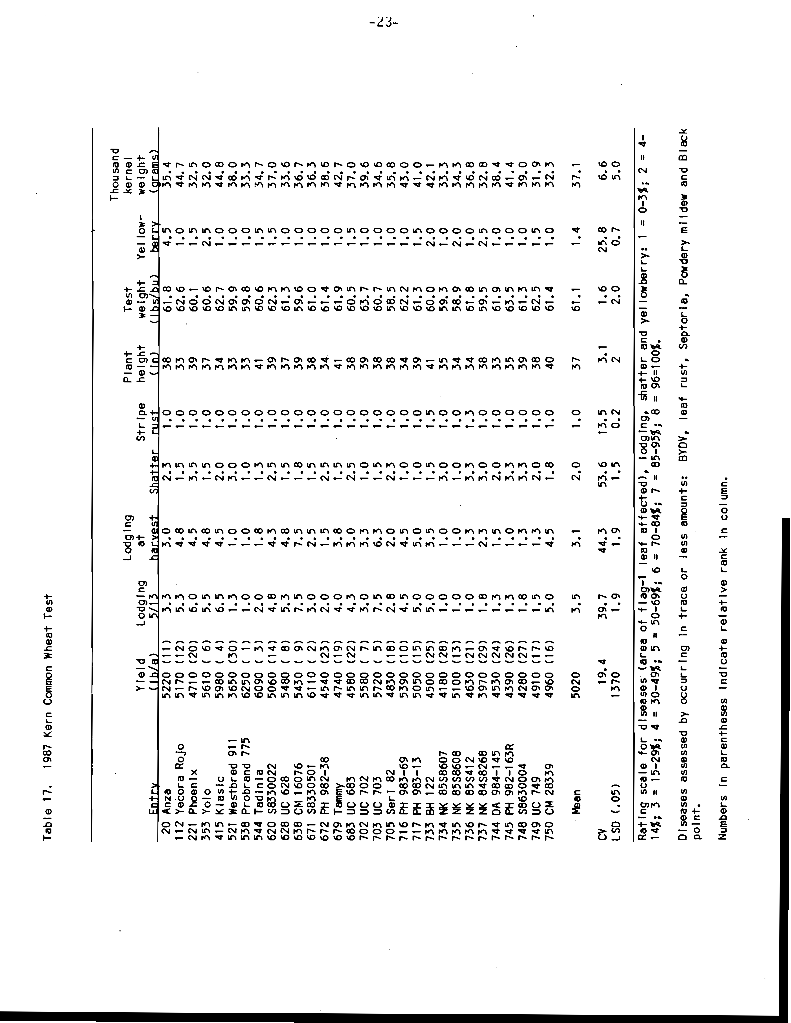 -23-
Table 17. 1987 Kern Common Wheat Test
Lodging Thousand
at Plant Test kernel
Yield Lodging harvest Stripe height weight Yellow- weight
Entry (lb/a) 5/13 Shatter rust (in) (lbs/bu) berry (grams)
20 Anza 5220 (11) 3.3 3.0 2.3 1.0 38 61.8 4.5 35.4
112 Yecora Rojo 5170 (12) 5.3 4.8 1.5 1.0 33 62.6 1.0 44.7
221 Phoenix 4710 (20) 6.0 4.5 3.5 1.0 39 60.1 1.5 32.5
353 Yolo 5610 ( 6) 5.5 4.8 1.5 1.0 37 60.6 2.5 32.0
415 Klasic 5980 ( 4) 6.5 4.5 2.0 1.0 34 62.7 1.0 44.8
521 Westbred 911 3650 (30) 1.3 1.0 3.0 1.0 33 59.9 1.0 38.0
538 Probrand 775 6250 ( 1) 1.0 1.0 1.0 1.0 33 59.8 1.0 33.3
544 Tadinia 6090 ( 3) 2.0 1.8 1.3 1.0 41 60.6 1.5 34.7
620 S8330022 5060 (14) 4.8 4.3 2.5 1.0 39 62.3 1.5 37.0
628 UC 628 5480 ( 8) 5.3 4.8 1.5 1.0 37 61.3 1.0 33.6
638 CM 16076 5430 ( 9) 7.5 7.5 1.8 1.0 39 59.6 1.0 36.7
671 S8330501 6110 ( 2) 3.0 2.5 1.5 1.0 38 61.0 1.0 36.3
672 PH 982-38 4540 (23) 2.0 1.5 2.5 1.0 34 61.4 1.0 38.6
679 Tammy 4740 (19) 4.0 3.8 1.5 1.0 41 61.9 1.0 42.7
683 UC 683 4580 (22) 4.3 3.0 2.5 1.0 38 60.5 1.5 37.0
702 UC 702 5580 ( 7) 3.0 3.3 1.0 1.0 39 63.7 1.0 39.6
703 UC 703 5720 ( 5) 7.5 6.3 1.5 1.0 38 60.7 1.0 34.6
705 Seri 82 4830 (18) 2.8 2.0 2.3 1.0 38 58.5 1.0 35.8
716 PH 983-69 5390 (10) 4.5 4.5 1.0 1.0 34 62.2 1.0 43.0
717 PH 983-13 5050 (15) 5.0 5.0 1.0 1.0 39 61.3 1.5 41.0
733 BH 122 4500 (25) 5.0 3.5 1.5 1.5 41 60.0 2.0 42.1
734 NK 85S8607 4180 (28) 1.0 1.0 3.0 1.0 35 59.3 1.0 33.3
735 NK 85S8608 5100 (13) 1.0 1.0 1.0 1.0 34 58.9 2.0 34.3
736 NK 85S412 4630 (21) 1.0 1.3 3.3 1.3 34 61.8 1.0 36.8
737 NK 84S8268 3970 (29) 1.8 2.3 3.0 1.0 38 59.5 2.5 32.8
744 DA 984-145 4530 (24) 1.3 1.5 2.0 1.0 33 61.9 1.0 38.4
745 PH 982-163R 4390 (26) 1.3 1.0 3.3 1.0 35 63.5 1.0 41.4
748 S8630004 4280 (27) 1.8 1.3 3.3 1.0 39 61.3 1.0 39.0
749 UC 749 4910 (17) 1.5 1.3 2.0 1.0 38 62.5 1.5 31.9
750 CM 28339 4960 (16) 5.0 4.5 1.8 1.0 40 61.4 1.0 32.3
Mean 5020 3.5 3.1 2.0 1.0 37 61.1 1.4 37.1
CV 19.4 39.7 44.3 53.6 13.5 3.1 1.6 23.8 6.6
LSD (.05) 1370 1.9 1.9 1.5 0.2 2 2.0 0.7 5.0
Rating scale for diseases (area of flag-1 leaf affected), lodging, shatter and yellowberry: 1 = 0-3%; 2 = 4-
14%; 3 = 15-29%; 4 = 30-49%; 5 = 50-69%; 6 = 70-84%; 7 = 85-95%; 8 = 96=100%.
Diseases assessed by occurring in trace or less amounts: BYDV, leaf rust, Septoria, Powdery mildew and Black
point.
Numbers in parentheses indicate relative rank in column.